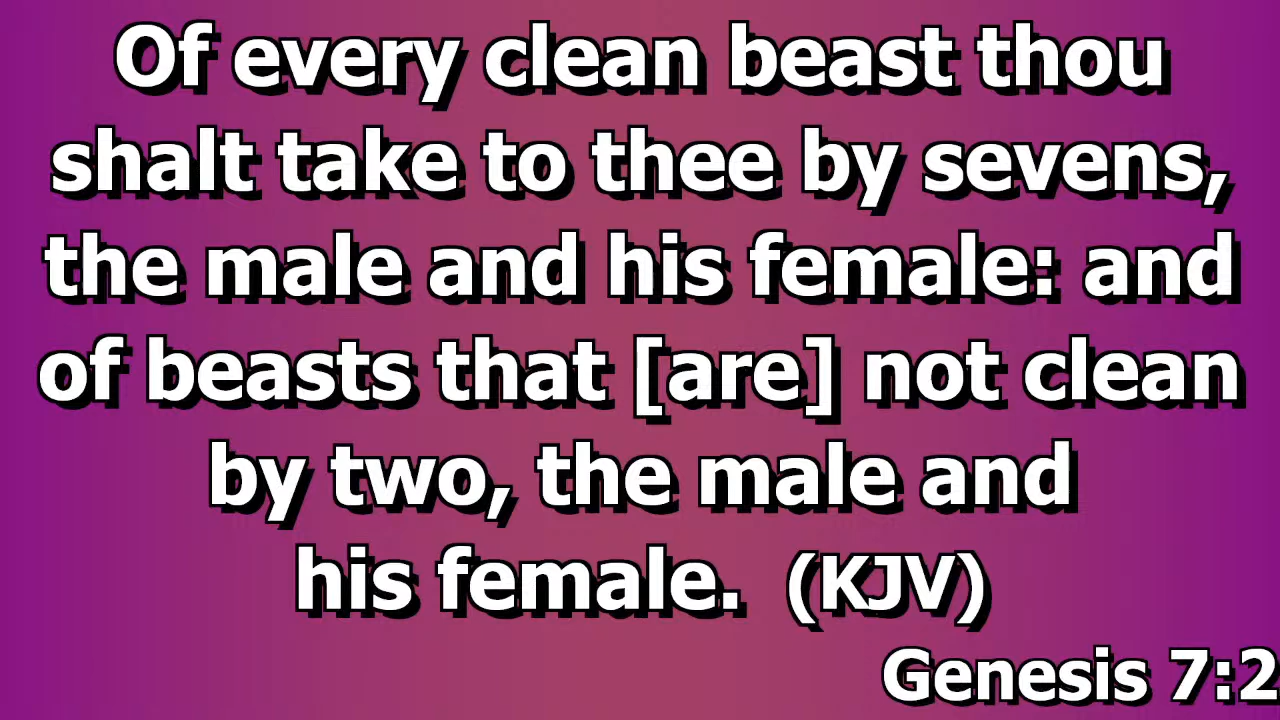 Of every clean beast thou
shalt take to thee by sevens,
the male and his female: and
of beasts that [are] not clean
by two, the male and
his female.  (KJV)
Genesis 7:2